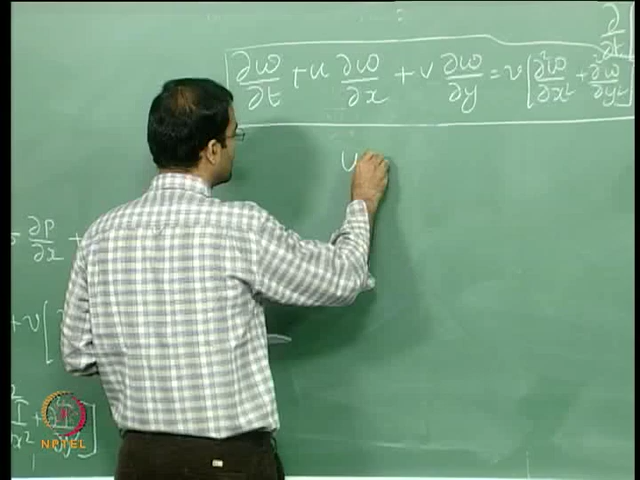 ∂/∂t
∂ω/∂t + u ∂ω/∂x + v ∂ω/∂y = ν [∂²ω/∂x² + ∂²ω/∂y²]
u
∂p/∂x +
+ ν [
NPTEL